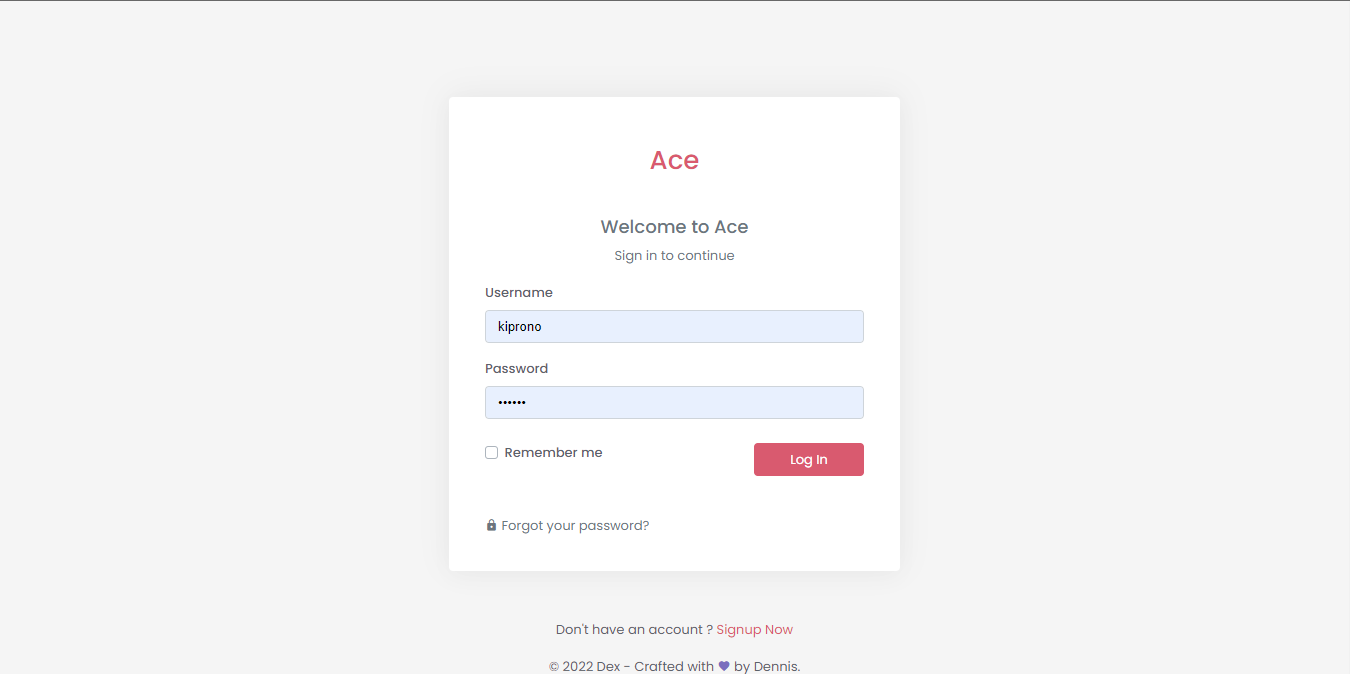 Ace
Welcome to Ace
Sign in to continue
Username
kiprono
Password
••••••
Remember me
Log In
Forgot your password?
Don't have an account ? Signup Now
© 2022 Dex - Crafted with by Dennis.